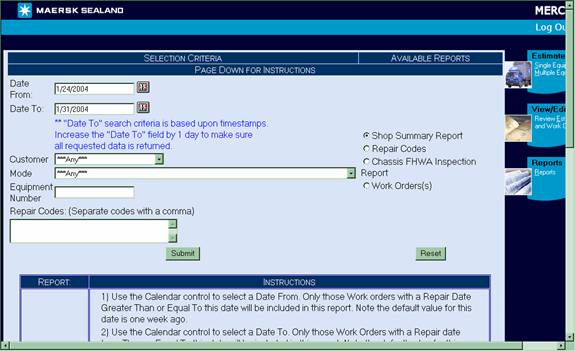 MAERSK SEALAND
MERC
Log Ou
SELECTION CRITERIA
AVAILABLE REPORTS
PAGE DOWN FOR INSTRUCTIONS
Date From:
1/24/2004
Date To:
1/31/2004
** "Date To" search criteria is based upon timestamps.
Increase the "Date To" field by 1 day to make sure
all requested data is returned.
Customer
***Any***
Mode
***Any***
Equipment Number
Repair Codes: (Separate codes with a comma)
Shop Summary Report
Repair Codes
Chassis FHWA Inspection
Report
Work Orders(s)
Submit
Reset
Estimate
Single Equi
Multiple Eq
View/Edi
Review Est
and Work O
Reports
Reports
REPORT:
INSTRUCTIONS
1) Use the Calendar control to select a Date From. Only those Work orders with a Repair Date
Greater Than or Equal To this date will be included in this report. Note the default value for this
date is one week ago.
2) Use the Calendar control to select a Date To. Only those Work Orders with a Repair date